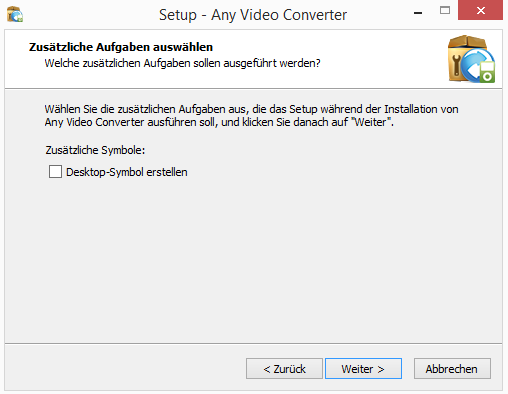 Setup - Any Video Converter
Zusätzliche Aufgaben auswählen
Welche zusätzlichen Aufgaben sollen ausgeführt werden?
Wählen Sie die zusätzlichen Aufgaben aus, die das Setup während der Installation von
Any Video Converter ausführen soll, und klicken Sie danach auf "Weiter".
Zusätzliche Symbole:
Desktop-Symbol erstellen
< Zurück
Weiter >
Abbrechen